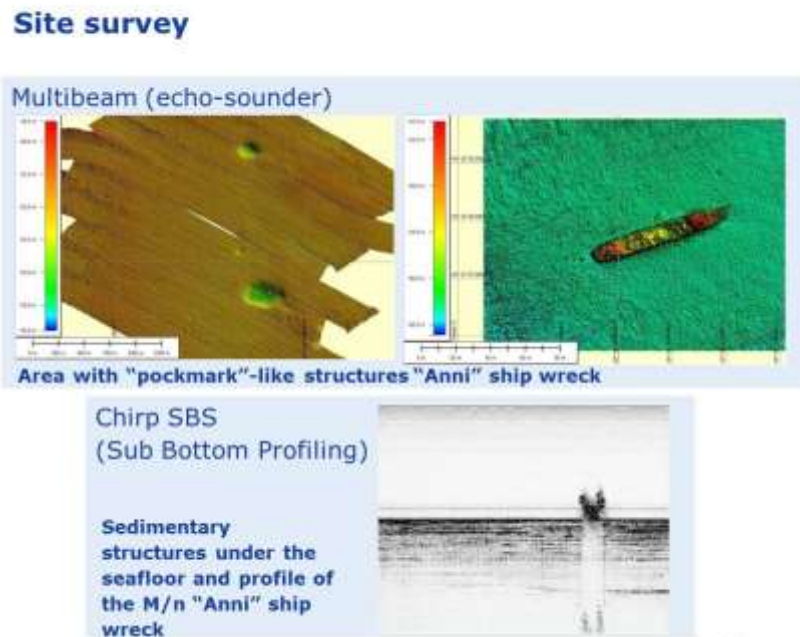 Site survey
Multibeam (echo-sounder)
Area with “pockmark”-like structures “Anni” ship wreck
Chirp SBS
(Sub Bottom Profiling)
Sedimentary
structures under the
seafloor and profile of
the M/n “Anni” ship
wreck